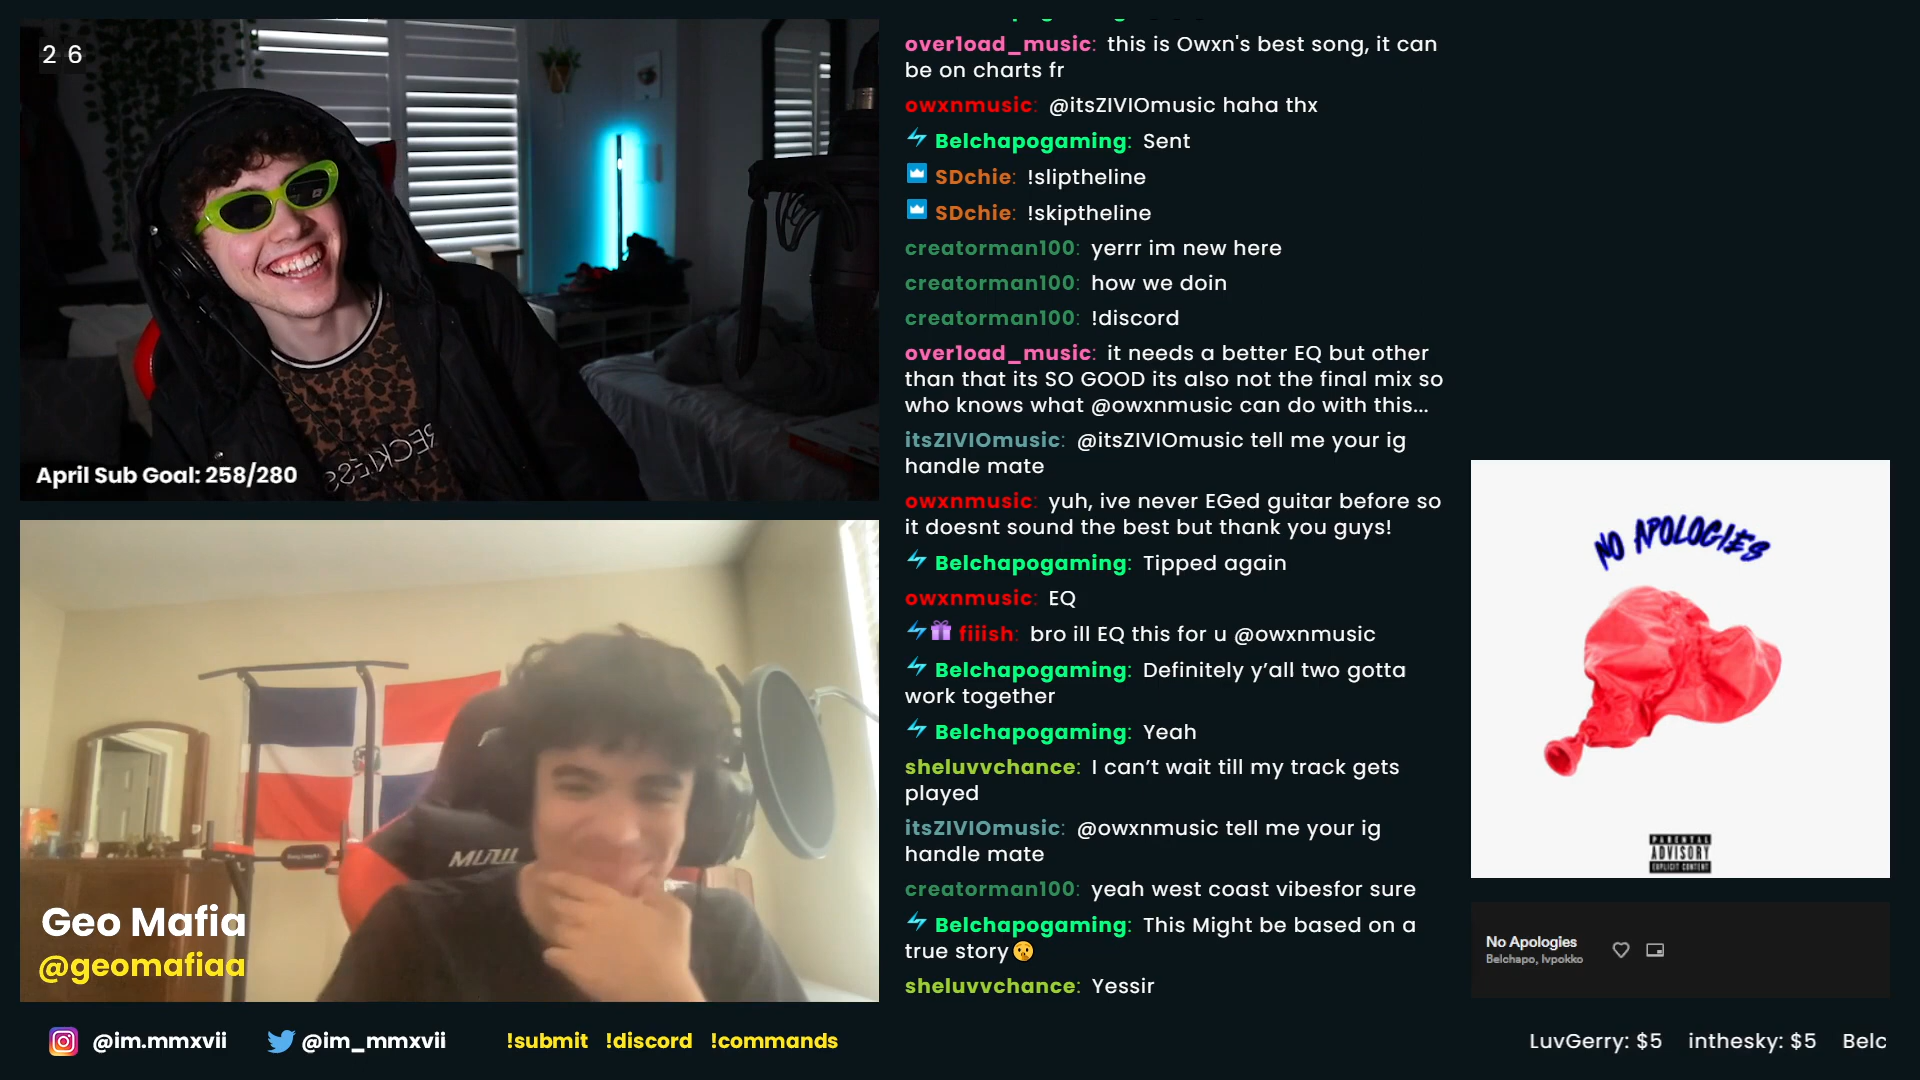 2 6
April Sub Goal: 258/280
RECKLESS
MUUL
Geo Mafia
@geomafiaa
over1oad_music: this is Owxn's best song, it can
be on charts fr
owxnmusic: @itsZIVIOmusic haha thx
Belchapogaming: Sent
SDchie: !sliptheline
SDchie: !skiptheline
creatorman100: yerrr im new here
creatorman100: how we doin
creatorman100: !discord
over1oad_music: it needs a better EQ but other
than that its SO GOOD its also not the final mix so
who knows what @owxnmusic can do with this...
itsZIVIOmusic: @itsZIVIOmusic tell me your ig
handle mate
owxnmusic: yuh, ive never EGed guitar before so
it doesnt sound the best but thank you guys!
Belchapogaming: Tipped again
owxnmusic: EQ
fiiish: bro ill EQ this for u @owxnmusic
Belchapogaming: Definitely y’all two gotta
work together
Belchapogaming: Yeah
sheluvvchance: I can’t wait till my track gets
played
itsZIVIOmusic: @owxnmusic tell me your ig
handle mate
creatorman100: yeah west coast vibesfor sure
Belchapogaming: This Might be based on a
true story
sheluvvchance: Yessir
NO APOLOGIES
PARENTAL
ADVISORY
EXPLICIT CONTENT
No Apologies
Belchapo, lvpokko
@im.mmxvii @im_mmxvii !submit !discord !commands
LuvGerry: $5 inthesky: $5 Belc